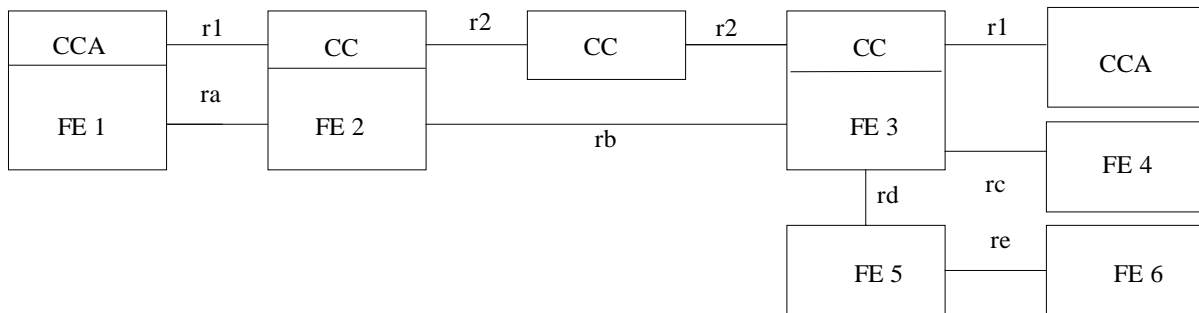 CCA r1 CC r2 CC r2 CC r1 CCA
FE 1 ra FE 2 rb FE 3
rc FE 4
rd
FE 5 re FE 6